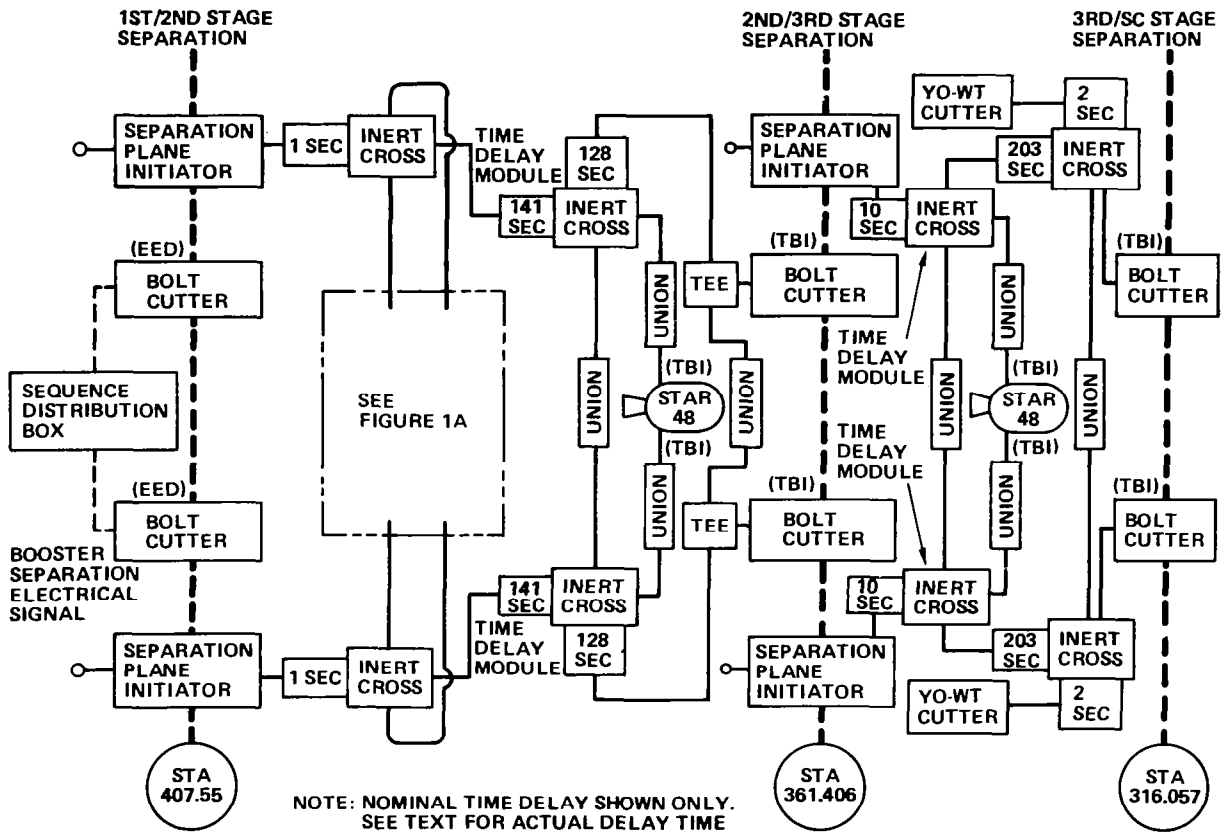 1ST/2ND STAGE
SEPARATION
2ND/3RD STAGE
SEPARATION
3RD/SC STAGE
SEPARATION
SEPARATION
PLANE
INITIATOR
1 SEC
INERT
CROSS
TIME
DELAY
MODULE
128
SEC
141
SEC
INERT
CROSS
SEPARATION
PLANE
INITIATOR
YO-WT
CUTTER
2
SEC
203
SEC
INERT
CROSS
10
SEC
INERT
CROSS
(EED)
BOLT
CUTTER
UNION
TEE
(TBI)
BOLT
CUTTER
UNION
(TBI)
BOLT
CUTTER
TIME
DELAY
MODULE
SEQUENCE
DISTRIBUTION
BOX
SEE
FIGURE 1A
UNION
(TBI)
STAR
48
(TBI)
UNION
UNION
(TBI)
STAR
48
(TBI)
UNION
TIME
DELAY
MODULE
(EED)
BOLT
CUTTER
UNION
TEE
(TBI)
BOLT
CUTTER
UNION
(TBI)
BOLT
CUTTER
BOOSTER
SEPARATION
ELECTRICAL
SIGNAL
SEPARATION
PLANE
INITIATOR
1 SEC
INERT
CROSS
141
SEC
INERT
CROSS
TIME
DELAY
MODULE
128
SEC
10
SEC
INERT
CROSS
SEPARATION
PLANE
INITIATOR
203
SEC
INERT
CROSS
YO-WT
CUTTER
2
SEC
STA
407.55
STA
361.406
STA
316.057
NOTE: NOMINAL TIME DELAY SHOWN ONLY.
SEE TEXT FOR ACTUAL DELAY TIME